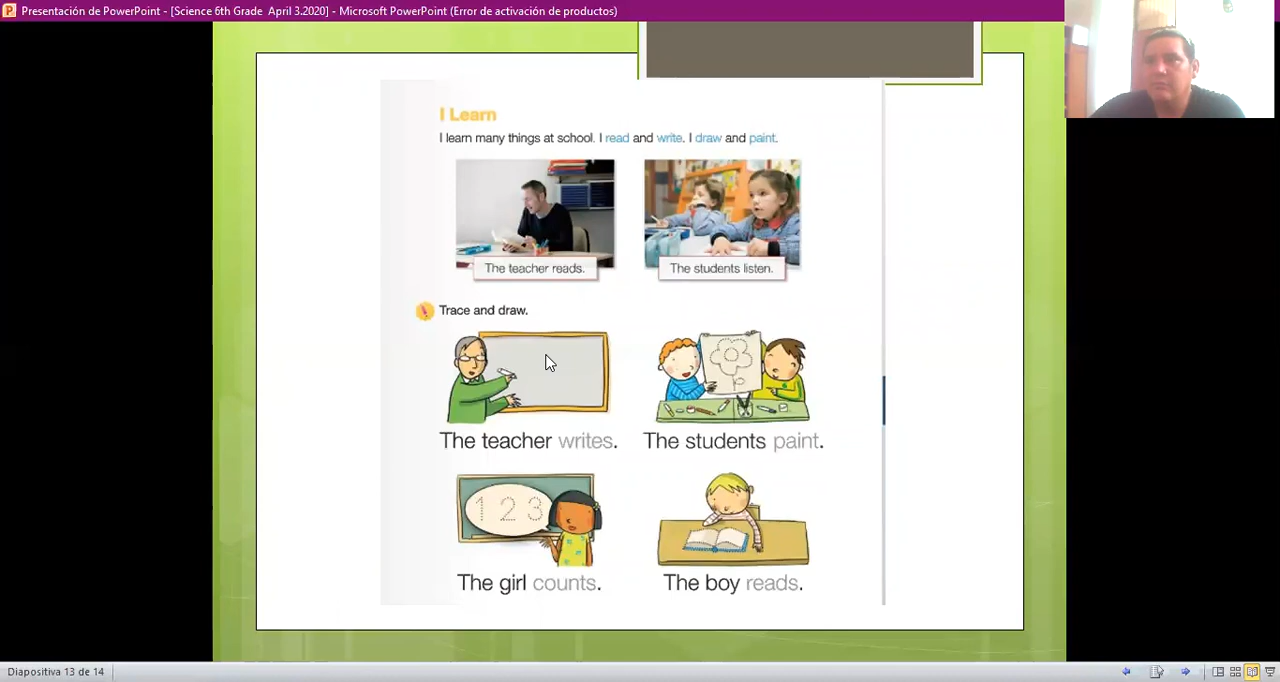 Presentación de PowerPoint - [Science 6th Grade  April 3.2020] - Microsoft PowerPoint (Error de activación de productos)
I Learn
I learn many things at school. I read and write. I draw and paint.
The teacher reads.
The students listen.
Trace and draw.
The teacher writes.
The students paint.
1 2 3
The girl counts.
The boy reads.
Diapositiva 13 de 14